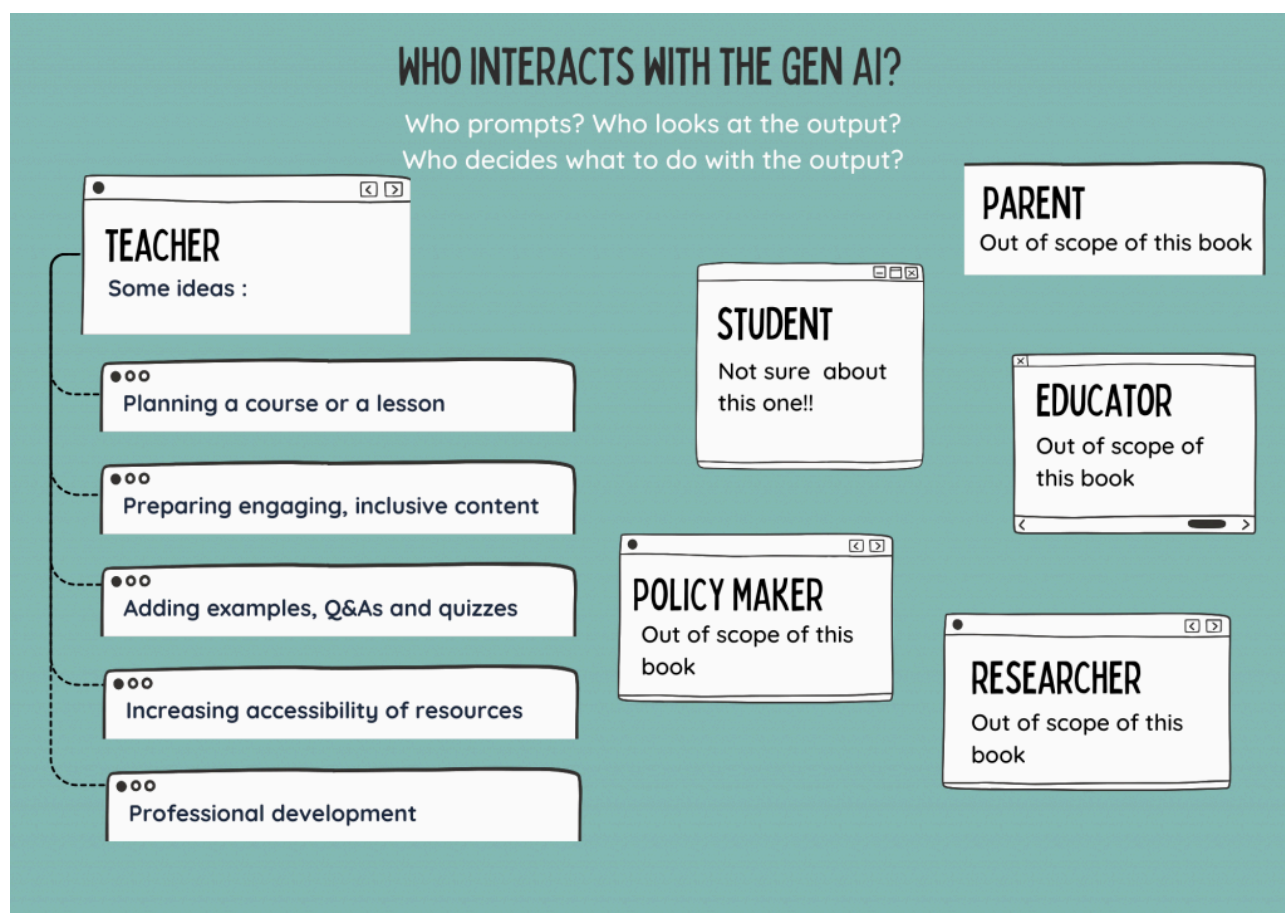 WHO INTERACTS WITH THE GEN AI?
Who prompts? Who looks at the output?
Who decides what to do with the output?
TEACHER
Some ideas :
Planning a course or a lesson
Preparing engaging, inclusive content
Adding examples, Q&As and quizzes
Increasing accessibility of resources
Professional development
STUDENT
Not sure about
this one!!
POLICY MAKER
Out of scope of this
book
PARENT
Out of scope of this book
EDUCATOR
Out of scope of
this book
RESEARCHER
Out of scope of this
book